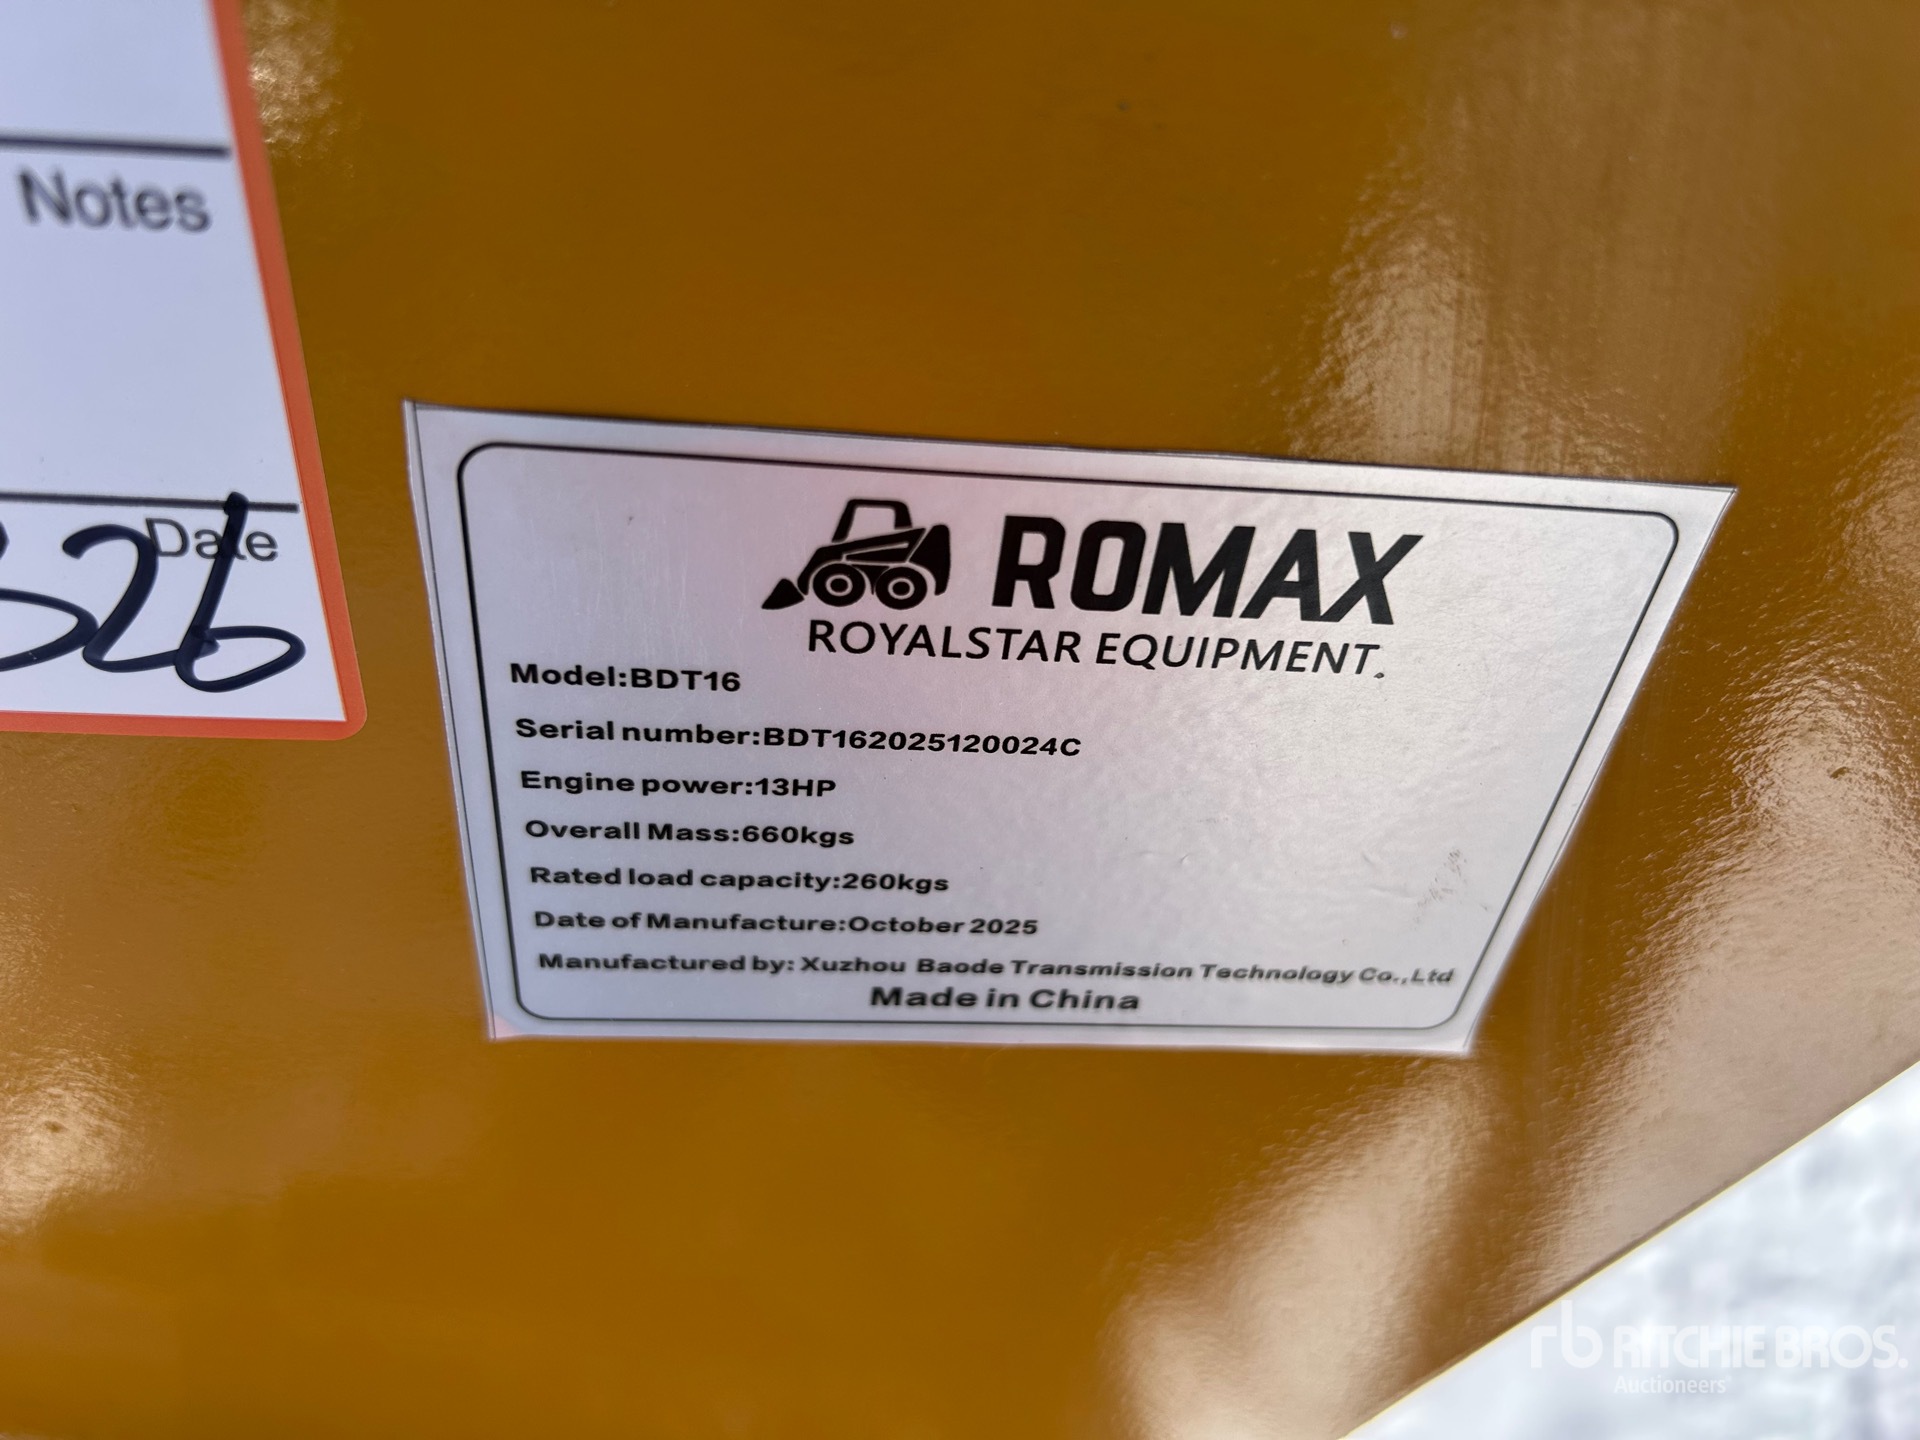 Notes
Date
26
ROMAX
ROYALSTAR EQUIPMENT.
Model:BDT16
Serial number:BDT162025120024C
Engine power:13HP
Overall Mass:660kgs
Rated load capacity:260kgs
Date of Manufacture:October 2025
Manufactured by: Xuzhou Baode Transmission Technology Co.,Ltd
Made in China
rb RITCHIE BROS.
Auctioneers